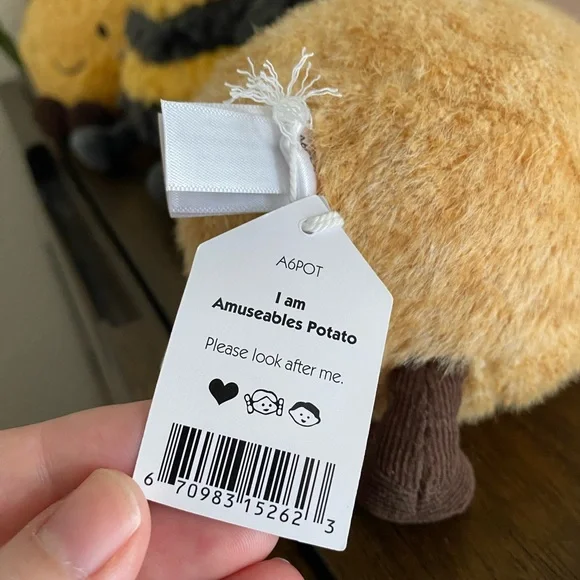 A6POT
I am
Amuseables Potato
Please look after me.
6 70983 15262 3